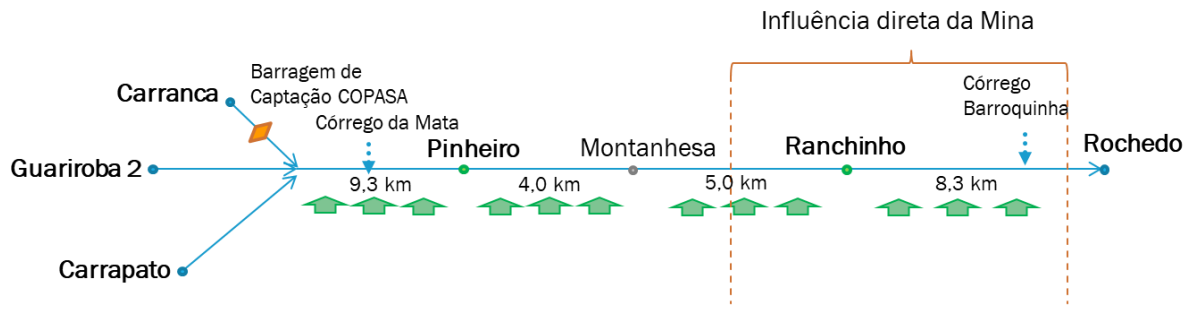 Influência direta da Mina
Barragem de
Captação COPASA
Carranca
Córrego
Barroquinha
Córrego da Mata
Pinheiro
Montanhesa
Ranchinho
Rochedo
Guariroba 2
9,3 km
4,0 km
5,0 km
8,3 km
Carrapato